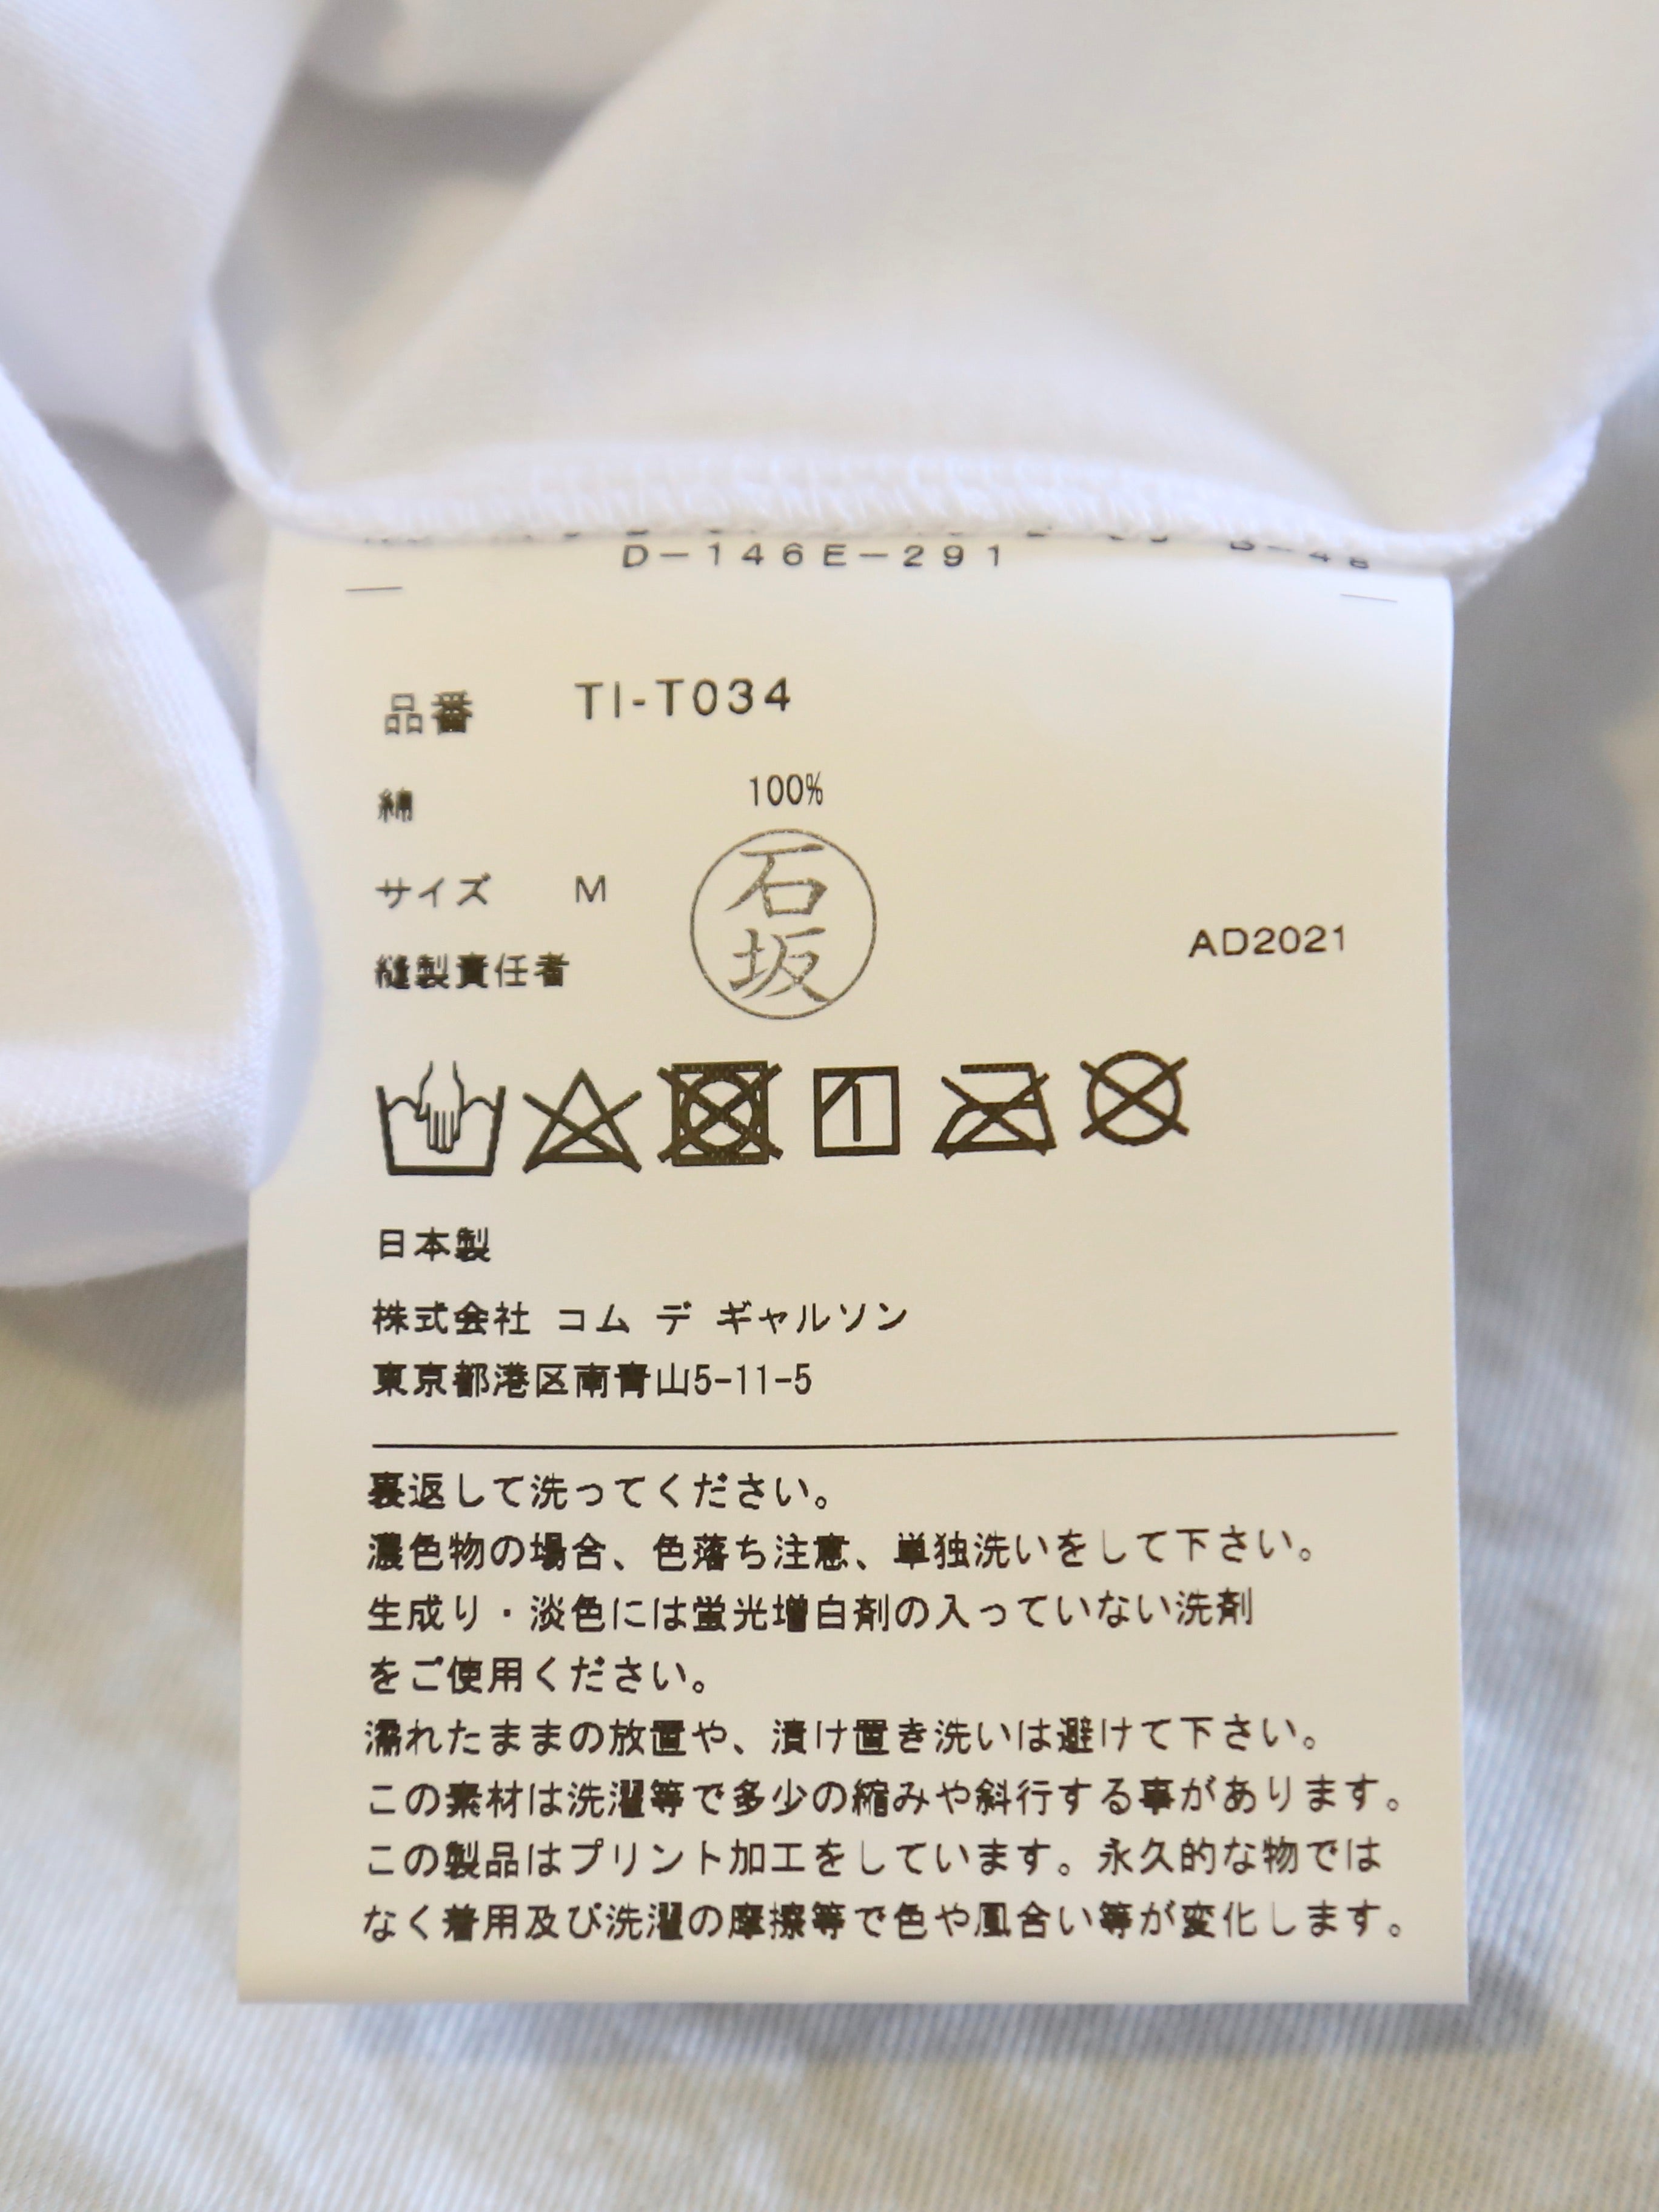 D-146E-291
品番 TI-T034
綿 100%
サイズ M
石坂
縫製責任者
AD2021
日本製
株式会社 コム デ ギャルソン
東京都港区南青山5-11-5
裏返して洗ってください。
濃色物の場合、色落ち注意、単独洗いをして下さい。
生成り・淡色には蛍光増白剤の入っていない洗剤
をご使用ください。
濡れたままの放置や、漬け置き洗いは避けて下さい。
この素材は洗濯等で多少の縮みや斜行する事があります。
この製品はプリント加工をしています。永久的な物では
なく着用及び洗濯の摩擦等で色や風合い等が変化します。